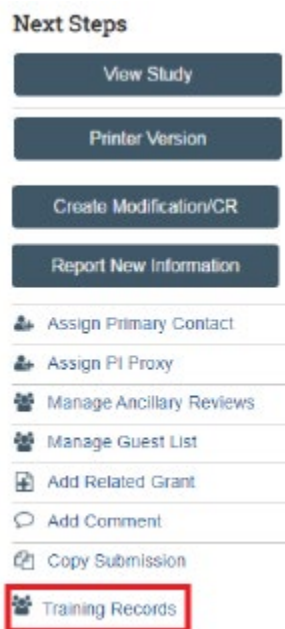 Next Steps
View Study
Printer Version
Create Modification/CR
Report New Information
Assign Primary Contact
Assign PI Proxy
Manage Ancillary Reviews
Manage Guest List
Add Related Grant
Add Comment
Copy Submission
Training Records